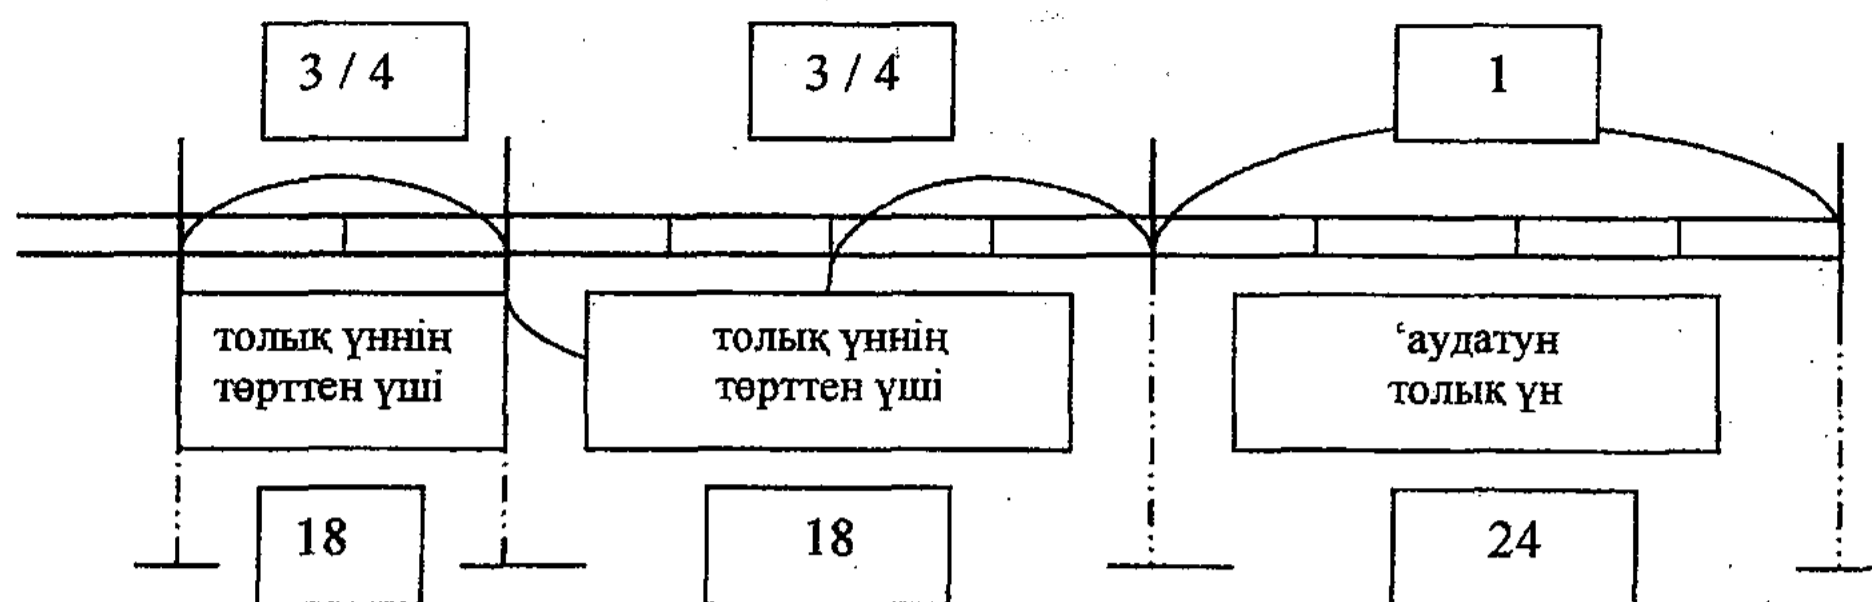 3 / 4
3 / 4
1
толық үннің
төрттен үші
толық үннің
төрттен үші
‘аудатун
толық үн
18
18
24